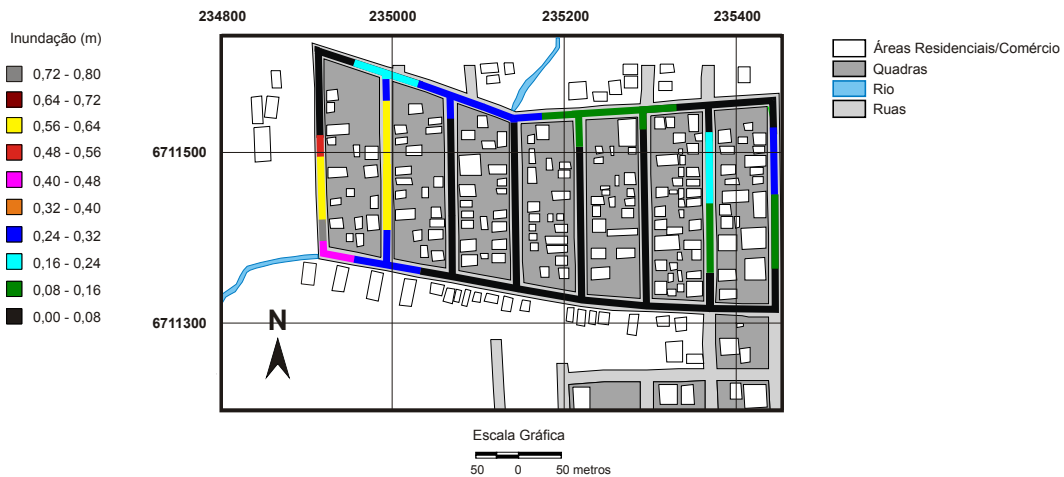 234800
235000
235200
235400
Inundação (m)
0,72 - 0,80
0,64 - 0,72
0,56 - 0,64
0,48 - 0,56
0,40 - 0,48
0,32 - 0,40
0,24 - 0,32
0,16 - 0,24
0,08 - 0,16
0,00 - 0,08
Áreas Residenciais/Comércio
Quadras
Rio
Ruas
6711500
6711300
N
Escala Gráfica
50 0 50 metros